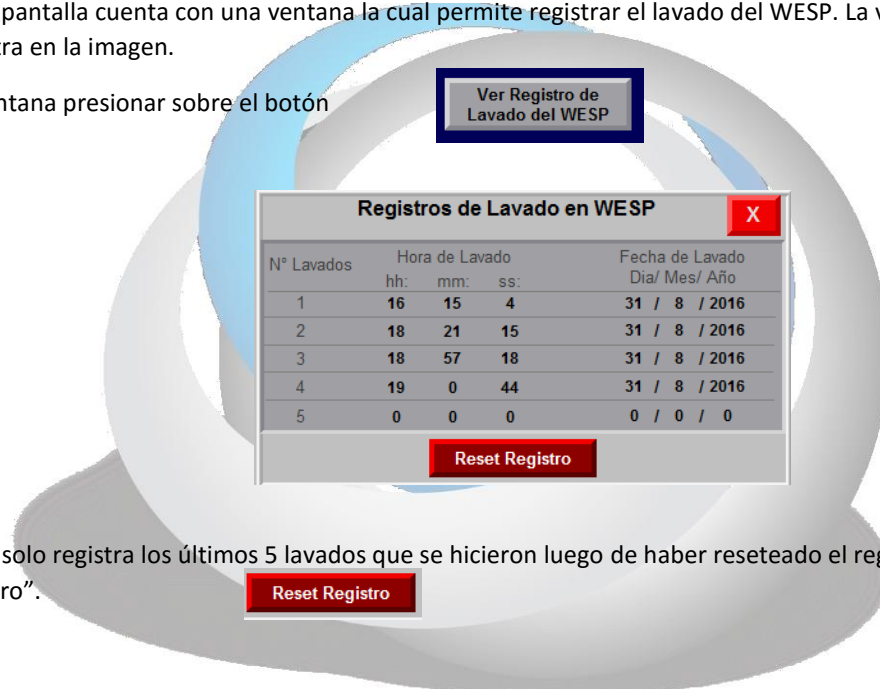 pantalla cuenta con una ventana la cual permite registrar el lavado del WESP. La
tra en la imagen.
ntana presionar sobre el botón
Ver Registro de
Lavado del WESP
Registros de Lavado en WESP X
N° Lavados Hora de Lavado Fecha de Lavado
hh: mm: ss: Dia/ Mes/ Año
1 16 15 4 31 / 8 / 2016
2 18 21 15 31 / 8 / 2016
3 18 57 18 31 / 8 / 2016
4 19 0 44 31 / 8 / 2016
5 0 0 0 0 / 0 / 0
Reset Registro
solo registra los últimos 5 lavados que se hicieron luego de haber reseteado el reg
ro”.
Reset Registro